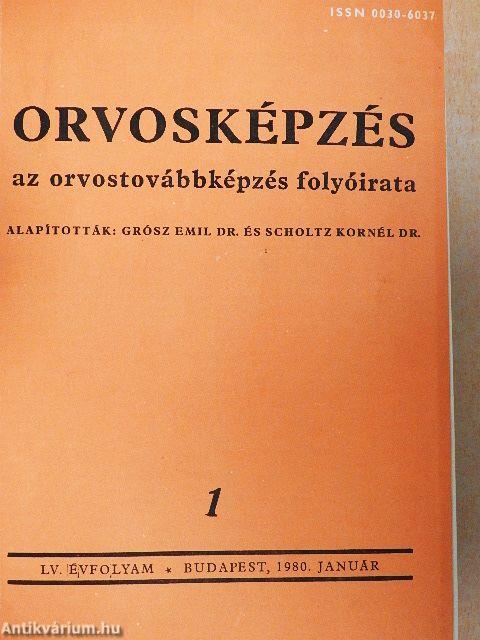 ISSN 0030-6037
ORVOSKÉPZÉS
az orvostovábbképzés folyóirata
ALAPÍTOTTÁK: GRÓSZ EMIL DR. ÉS SCHOLTZ KORNÉL DR.
1
LV. ÉVFOLYAM ★ BUDAPEST, 1980. JANUÁR
Antikvárium.hu